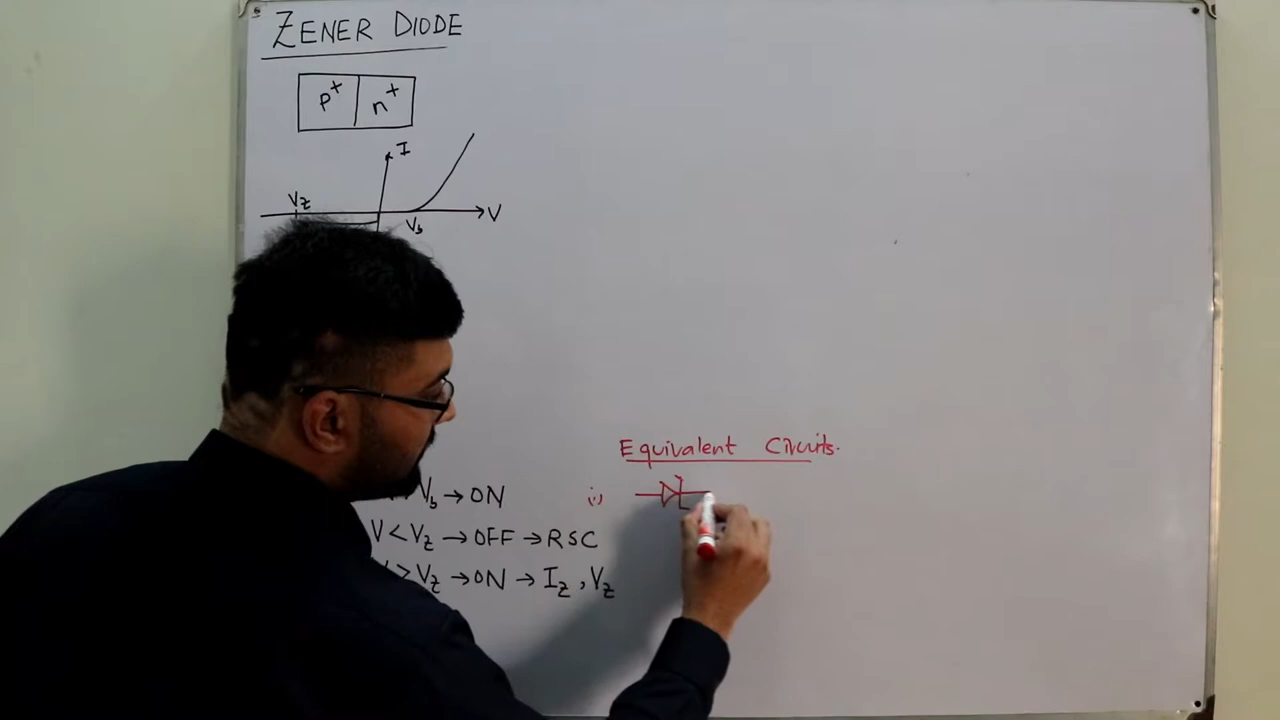 ZENER DIODE
p+ n+
I
Vz
V
Vb
Equivalent Circuits.
Vb → ON
i)
V < Vz → OFF → RSC
> Vz → ON → Iz , Vz